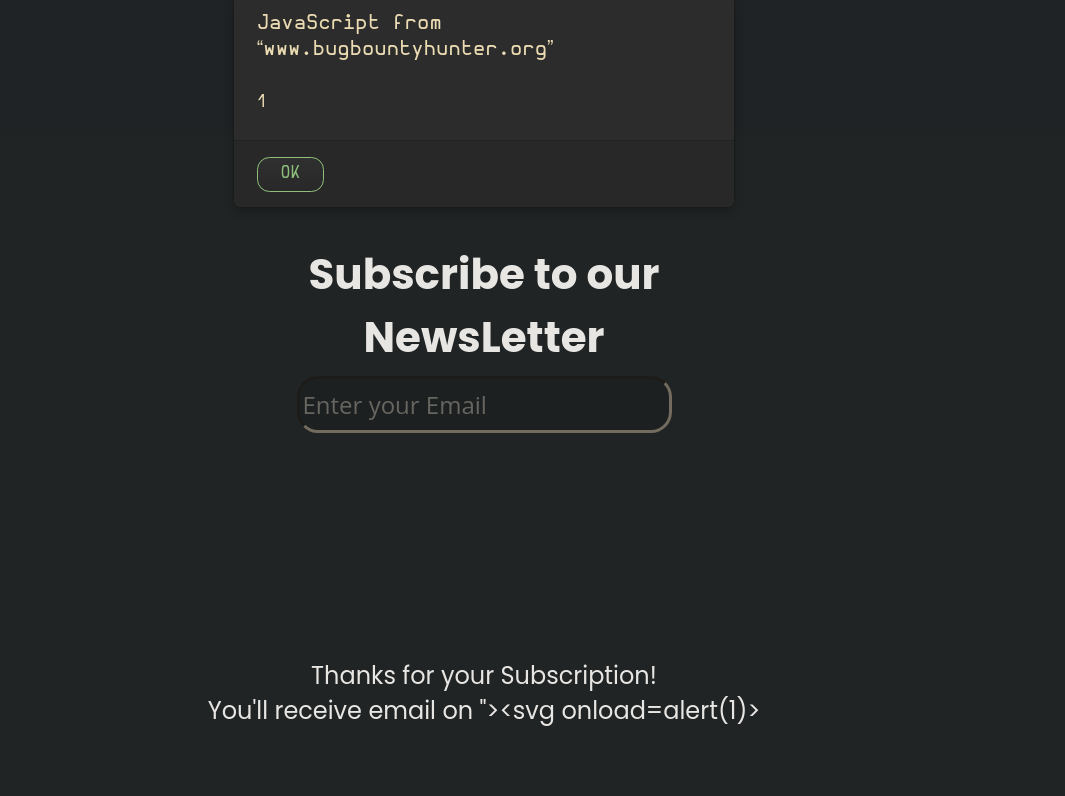 JavaScript from
“www.bugbountyhunter.org”
1
OK
Subscribe to our
NewsLetter
Enter your Email
Thanks for your Subscription!
You'll receive email on "><svg onload=alert(1)>